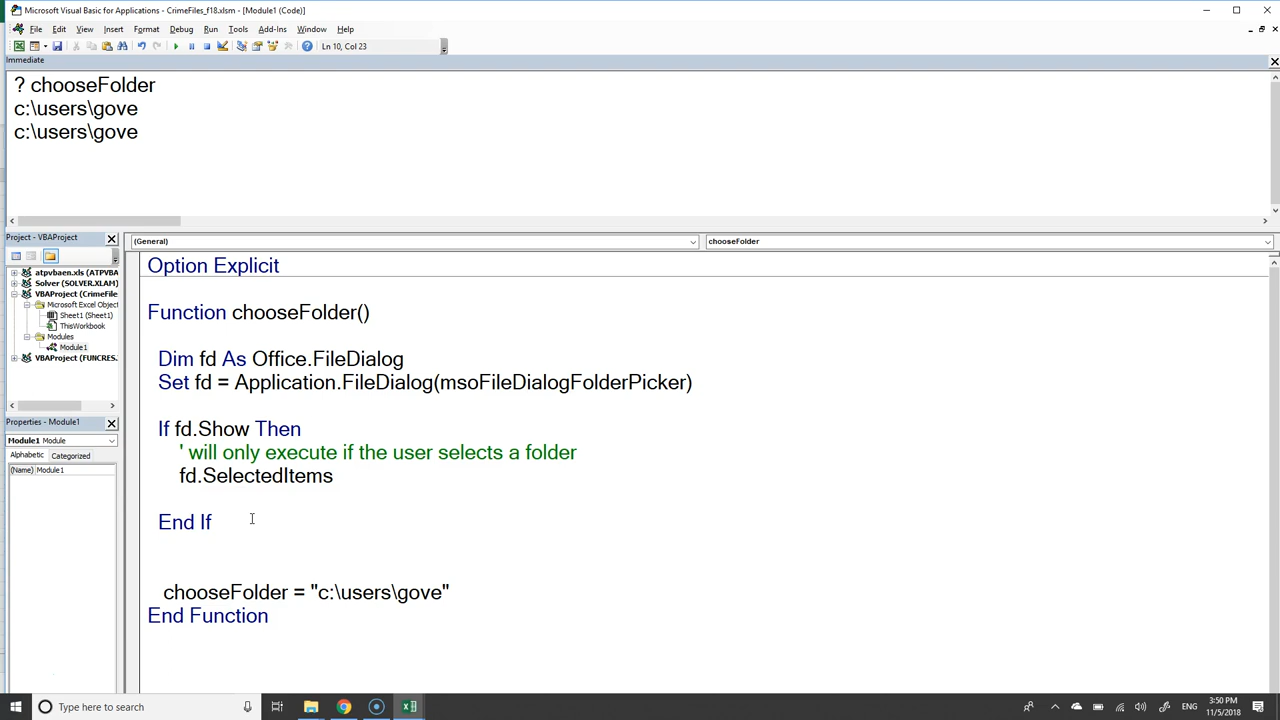 Microsoft Visual Basic for Applications - CrimeFiles_f18.xlsm - [Module1 (Code)]
File Edit View Insert Format Debug Run Tools Add-Ins Window Help
Ln 10, Col 23
Immediate
? chooseFolder
c:\users\gove
c:\users\gove
Project - VBAProject
(General)
chooseFolder
atpvbaen.xls (ATPVBA
Solver (SOLVER.XLAM)
VBAProject (CrimeFile
Microsoft Excel Object
Sheet1 (Sheet1)
ThisWorkbook
Modules
Module1
VBAProject (FUNCRES.
Properties - Module1
Module1 Module
Alphabetic Categorized
(Name) Module1
Option Explicit
Function chooseFolder()
Dim fd As Office.FileDialog
Set fd = Application.FileDialog(msoFileDialogFolderPicker)
If fd.Show Then
' will only execute if the user selects a folder
fd.SelectedItems
End If
chooseFolder = "c:\users\gove"
End Function
Type here to search
ENG
3:50 PM
11/5/2018